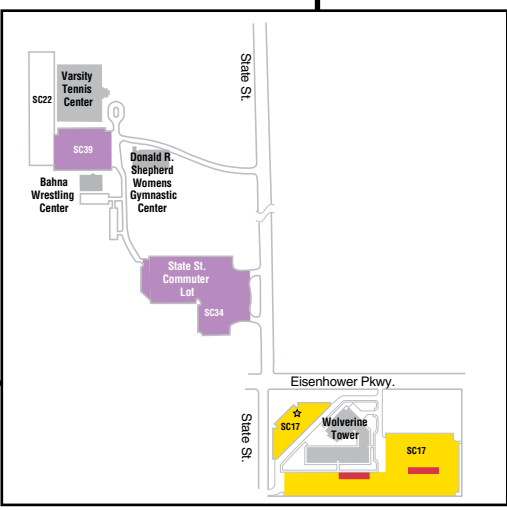 State St.
Varsity
Tennis
Center
SC22
SC39
Donald R.
Shepherd
Womens
Gymnastic
Center
Bahna
Wrestling
Center
State St.
Commuter
Lot
SC34
Eisenhower Pkwy.
State St.
SC17
Wolverine
Tower
SC17